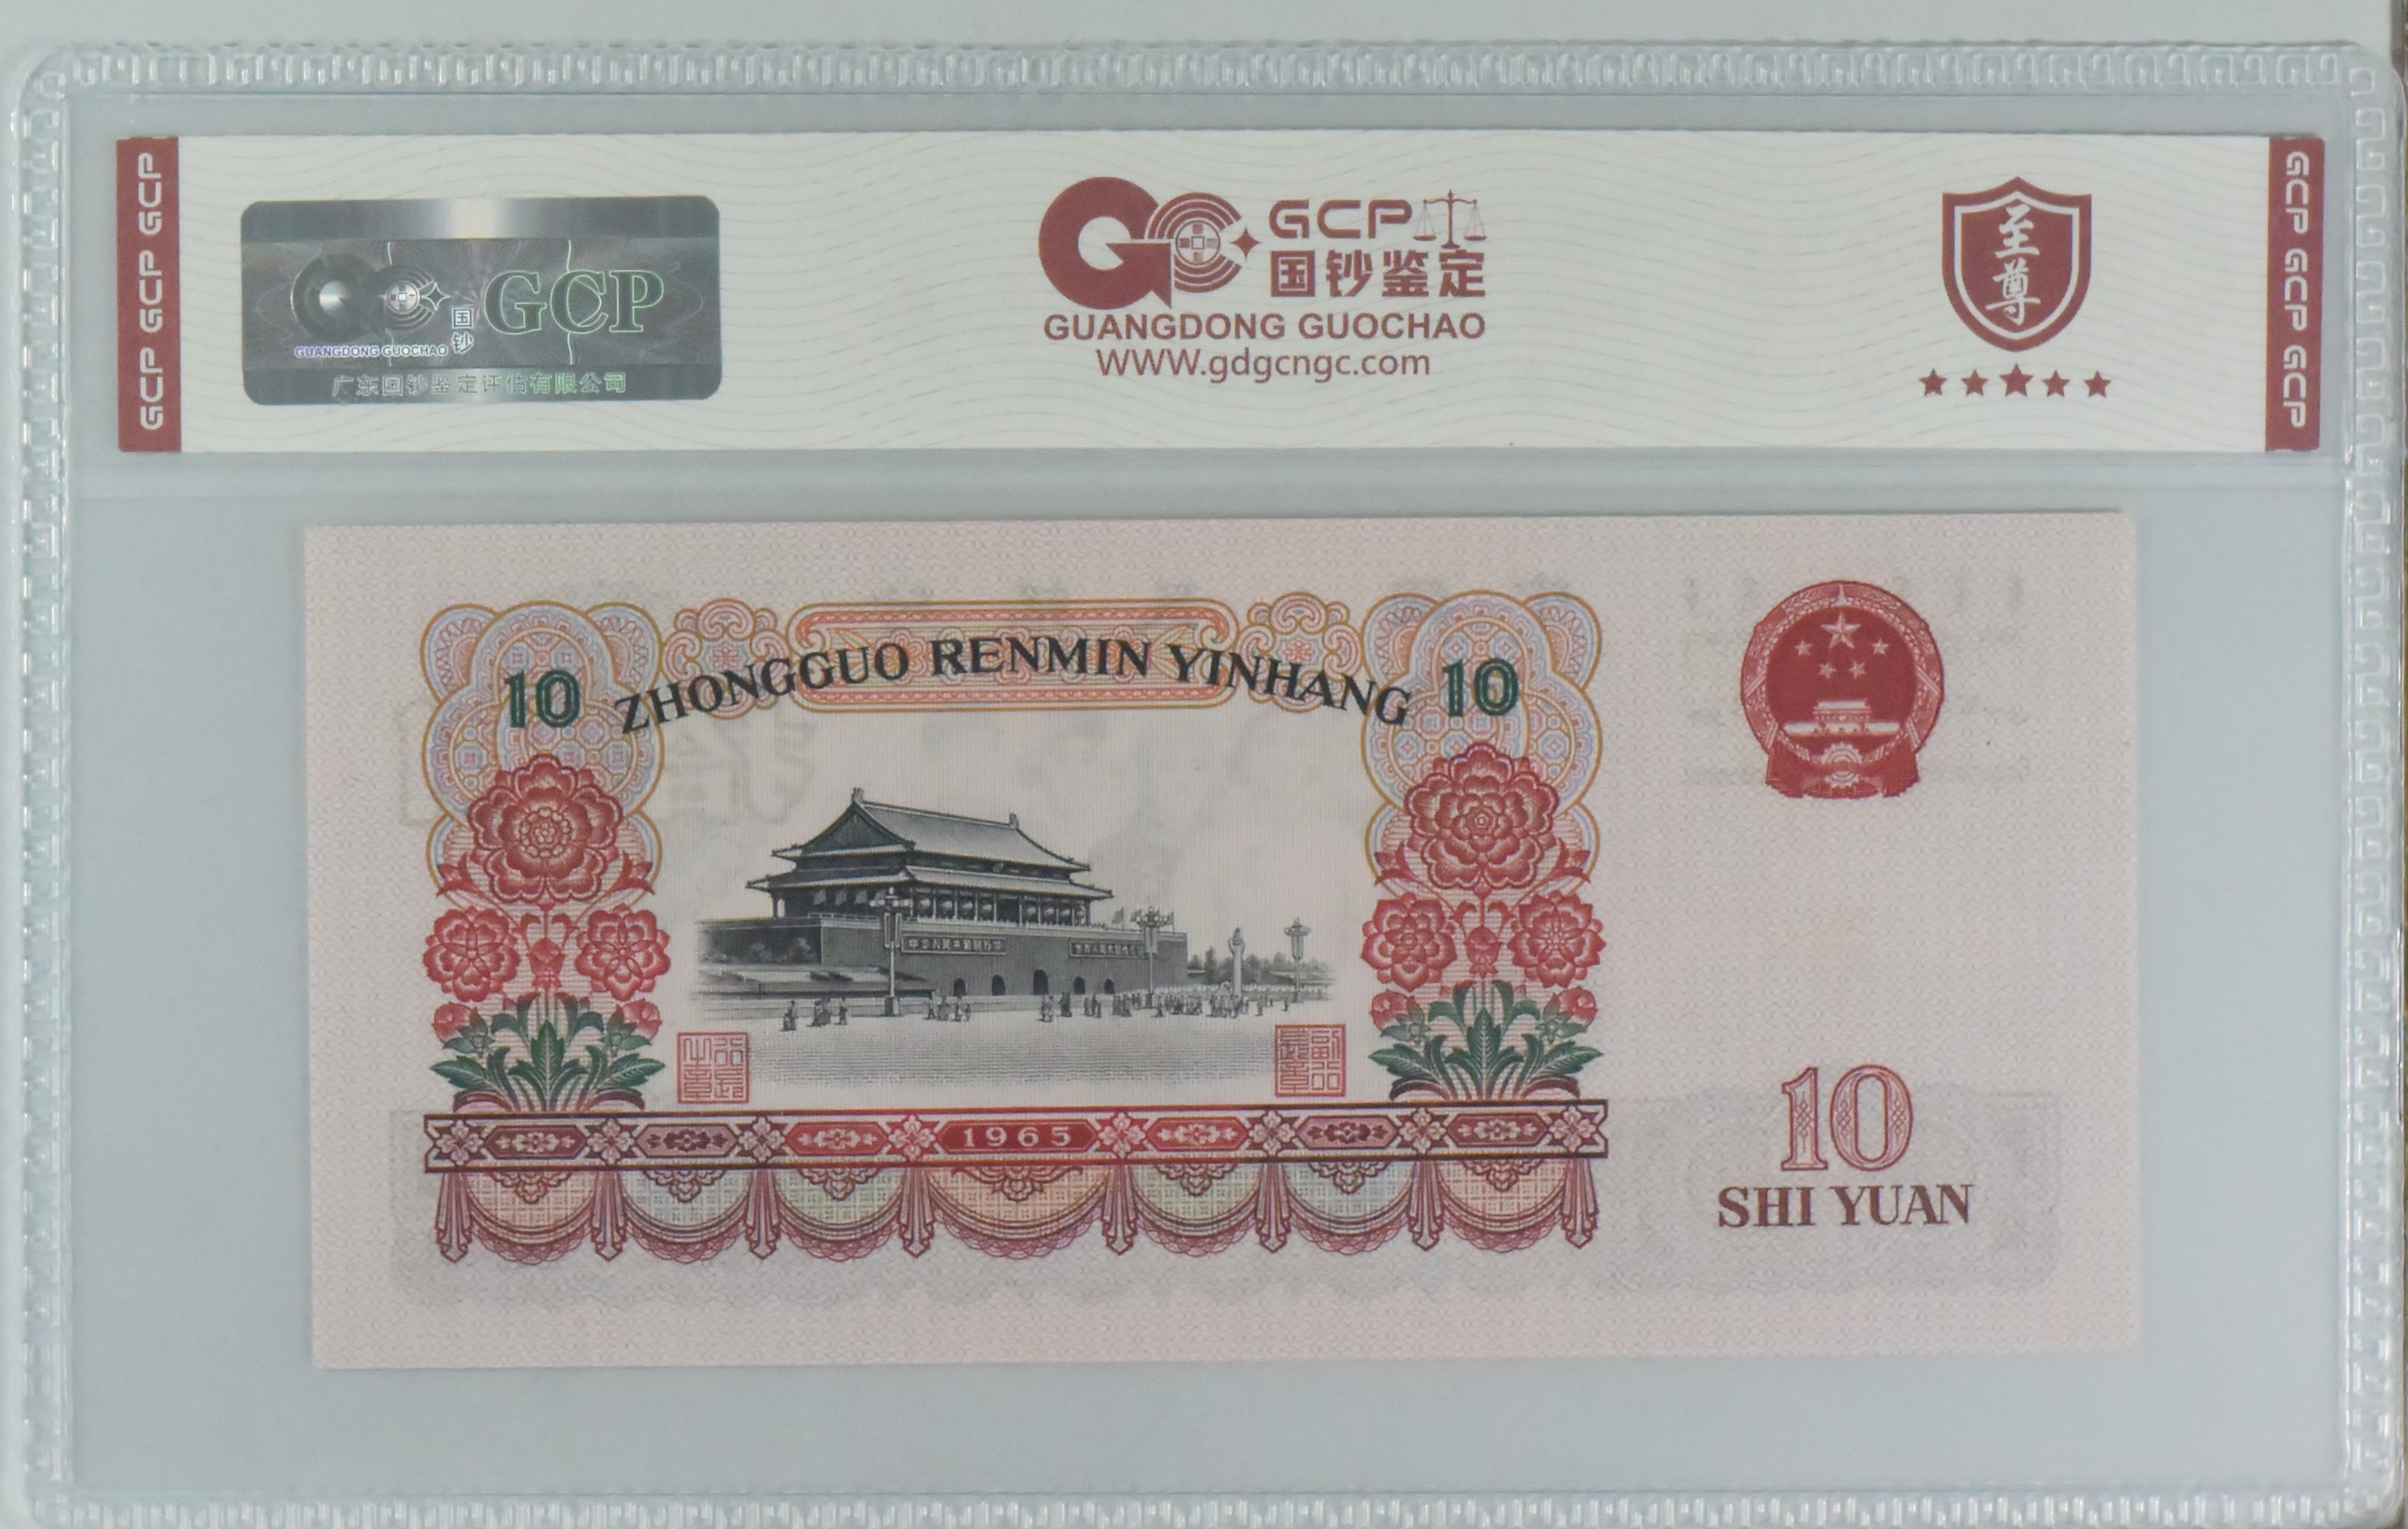 GCP GCP GCP
GCP
国钞
GUANGDONG GUOCHAO
广东国钞鉴定评估有限公司
GCP
国钞鉴定
GUANGDONG GUOCHAO
WWW.gdgcngc.com
至尊
GCP GCP GCP
10 ZHONGGUO RENMIN YINHANG 10
1965
10
SHI YUAN